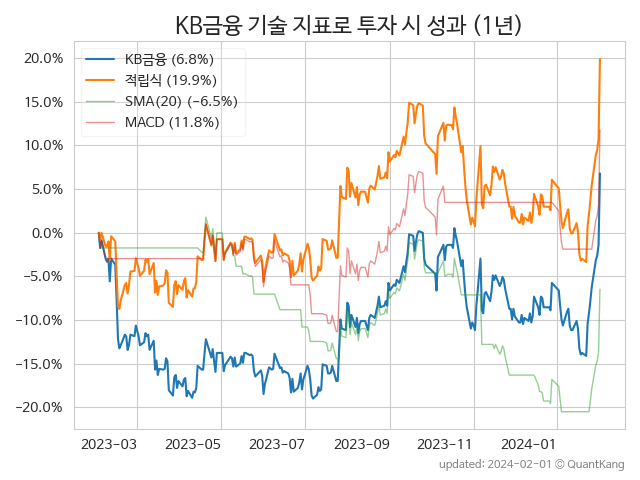 KB금융 기술 지표로 투자 시 성과 (1년)
20.0%
15.0%
10.0%
5.0%
0.0%
−5.0%
−10.0%
−15.0%
−20.0%
KB금융 (6.8%)
적립식 (19.9%)
SMA(20) (−6.5%)
MACD (11.8%)
2023-03 2023-05 2023-07 2023-09 2023-11 2024-01
updated: 2024-02-01 © QuantKang